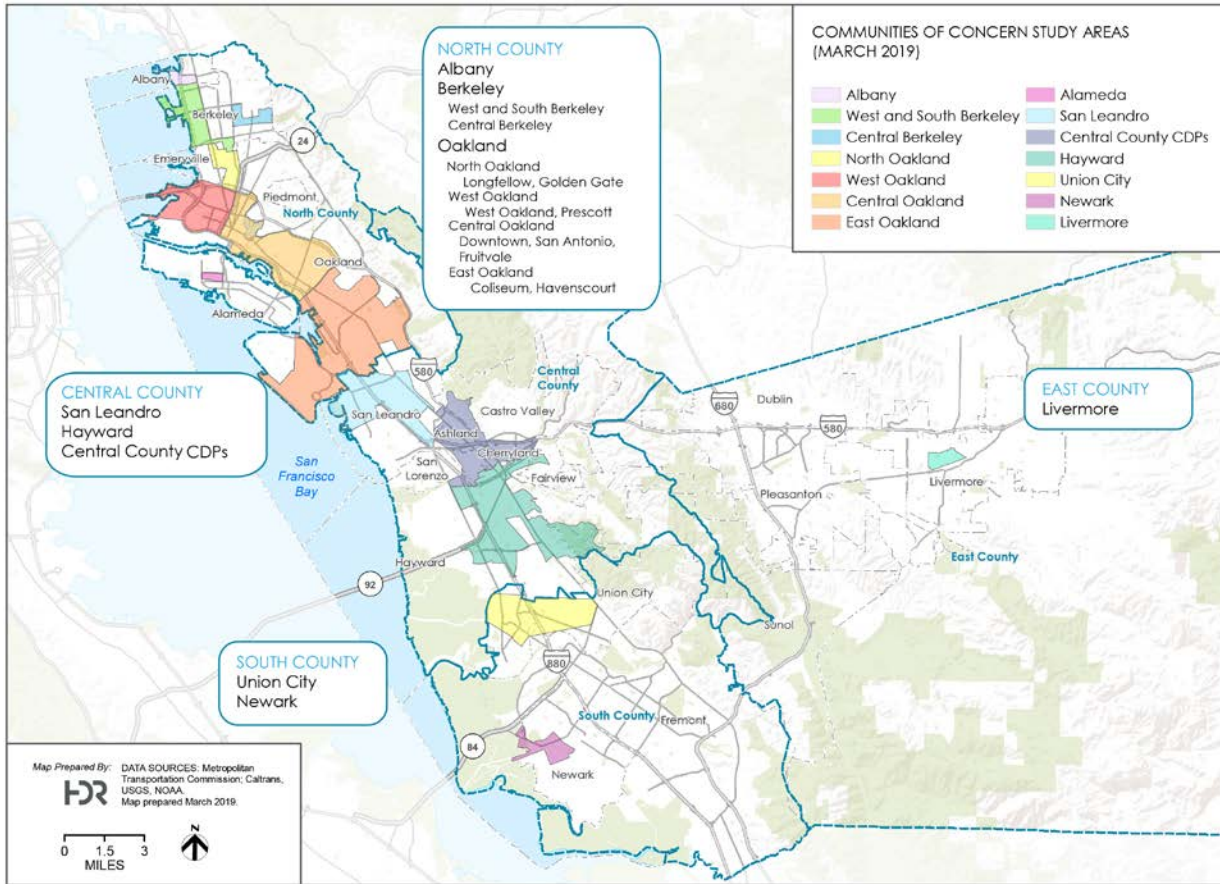 COMMUNITIES OF CONCERN STUDY AREAS
(MARCH 2019)
Albany
West and South Berkeley
Central Berkeley
North Oakland
West Oakland
Central Oakland
East Oakland
Alameda
San Leandro
Central County CDPs
Hayward
Union City
Newark
Livermore
NORTH COUNTY
Albany
Berkeley
West and South Berkeley
Central Berkeley
Oakland
North Oakland
Longfellow, Golden Gate
West Oakland
West Oakland, Prescott
Central Oakland
Downtown, San Antonio,
Fruitvale
East Oakland
Coliseum, Havenscourt
CENTRAL COUNTY
San Leandro
Hayward
Central County CDPs
EAST COUNTY
Livermore
SOUTH COUNTY
Union City
Newark
Albany
Berkeley
24
Emeryville
Piedmont
North County
Oakland
Alameda
580
Central
County
San Leandro
Castro Valley
Ashland
Cherryland
San
Lorenzo
Fairview
San
Francisco
Bay
680
Dublin
580
Livermore
Pleasanton
East County
Hayward
92
Union City
Sunol
880
South County
Fremont
84
Newark
Map Prepared By:
HDR
DATA SOURCES: Metropolitan
Transportation Commission; Caltrans,
USGS, NOAA.
Map prepared March 2019.
0 1.5 3
MILES
N